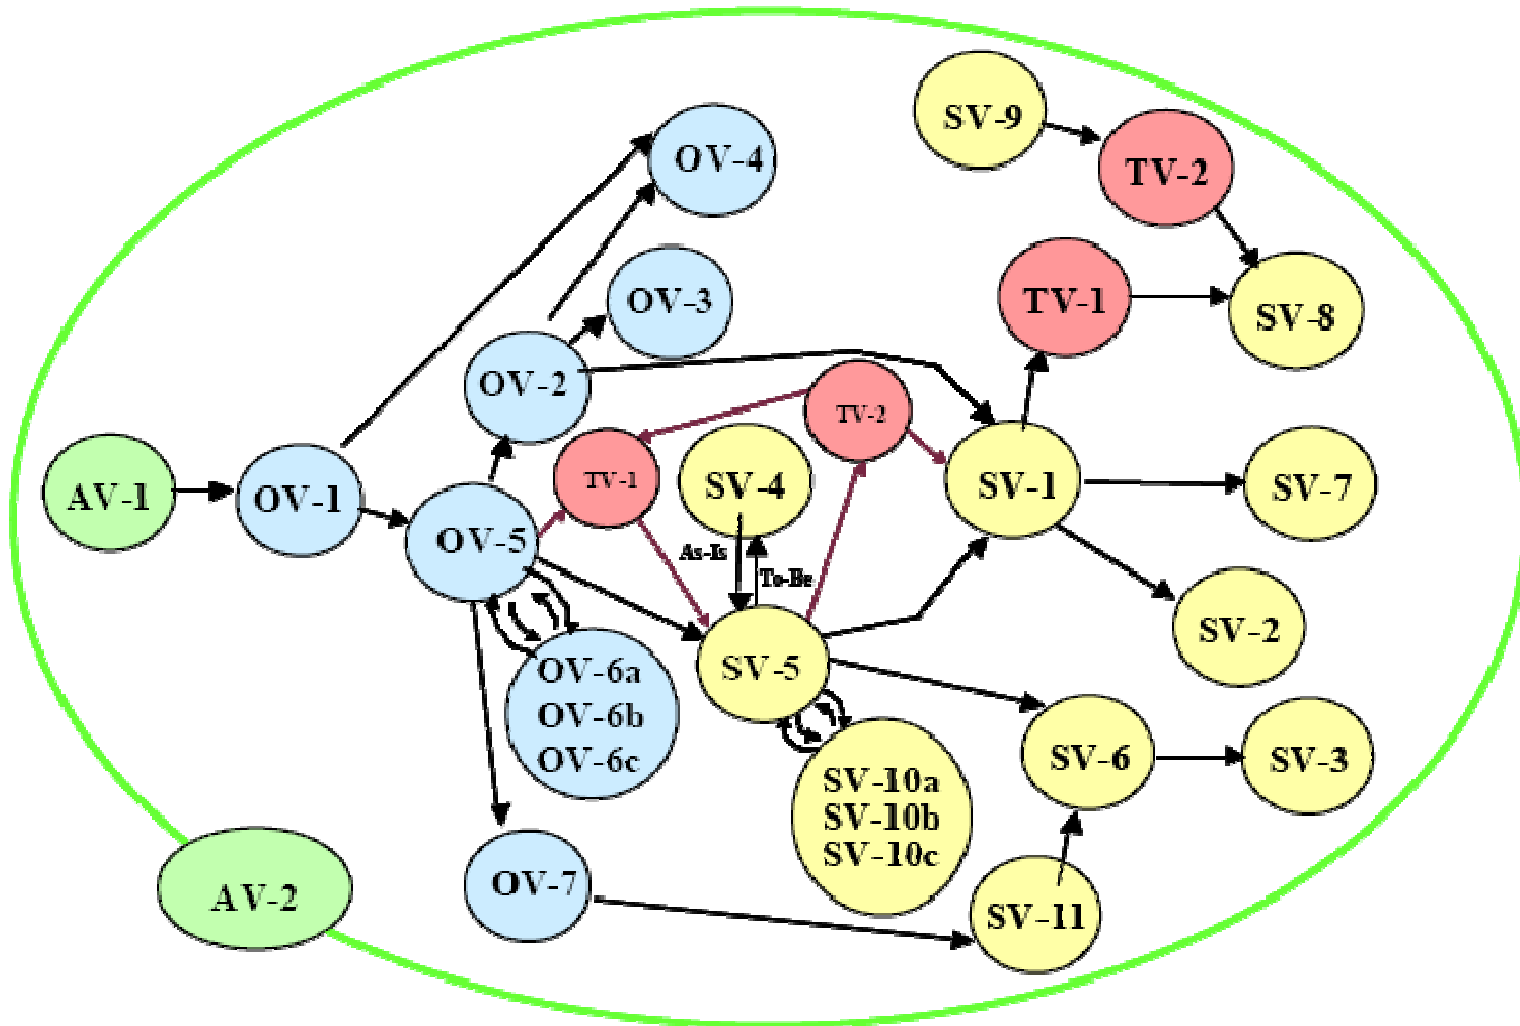 SV-9
OV-4
TV-2
OV-3
TV-1
SV-8
OV-2
TV-2
AV-1
OV-1
TV-1
SV-4
SV-1
SV-7
OV-5
As-Is
To-Be
SV-2
OV-6a
OV-6b
OV-6c
SV-5
SV-6
SV-3
SV-10a
SV-10b
SV-10c
AV-2
OV-7
SV-11